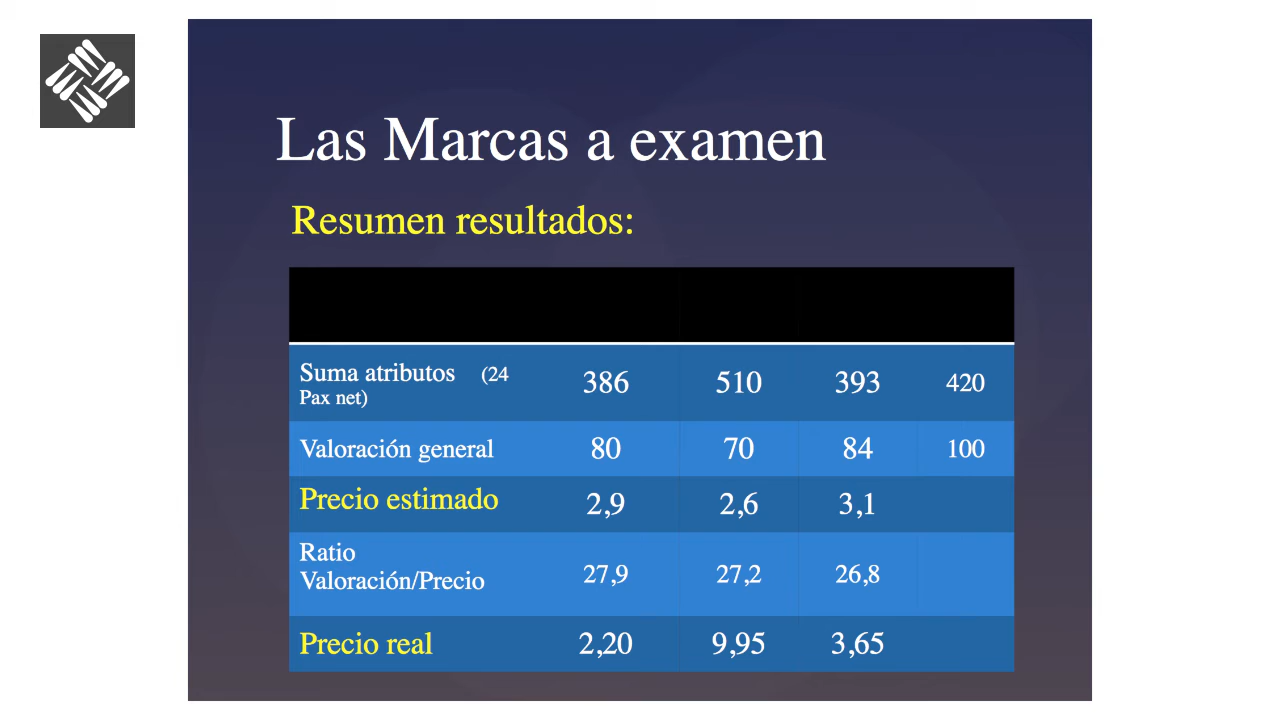 Las Marcas a examen
Resumen resultados:
Suma atributos (24
Pax net) 386 510 393 420
Valoración general 80 70 84 100
Precio estimado 2,9 2,6 3,1
Ratio
Valoración/Precio 27,9 27,2 26,8
Precio real 2,20 9,95 3,65